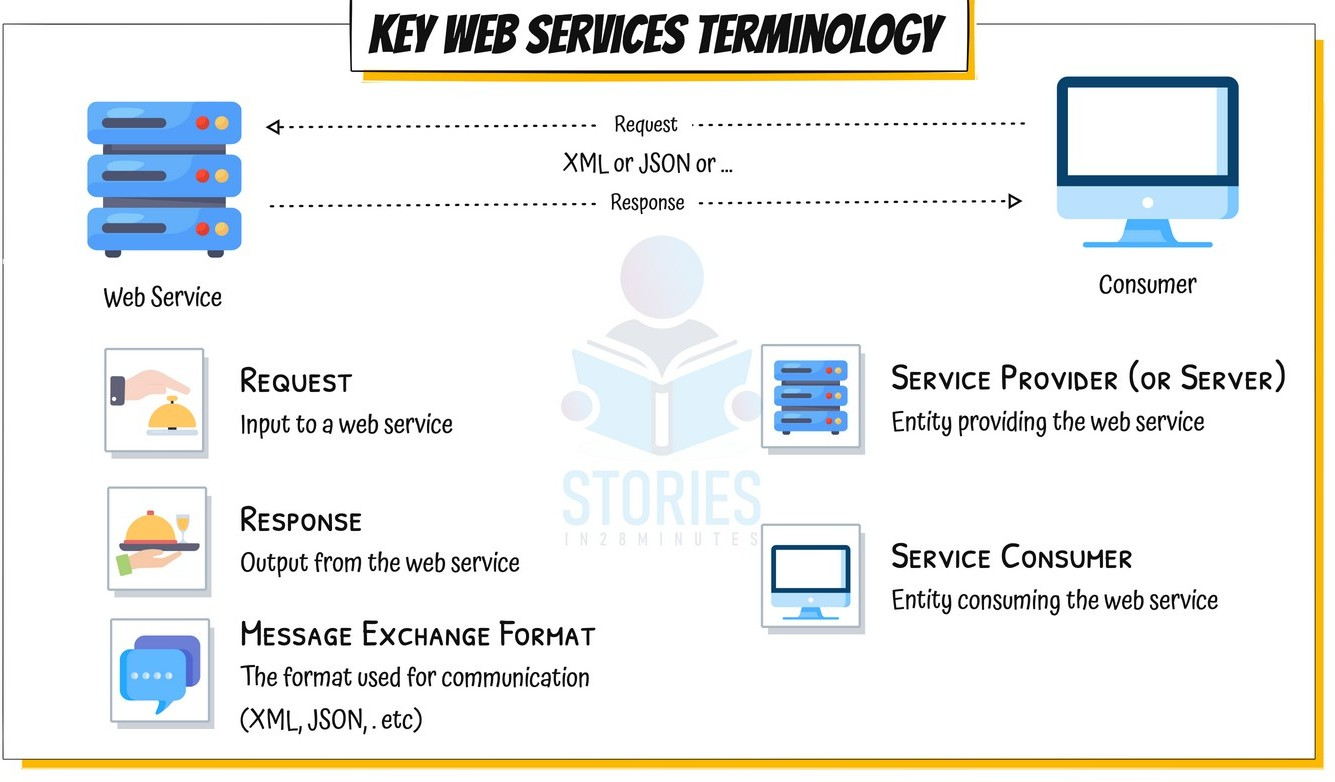 KEY WEB SERVICES TERMINOLOGY
Request
XML or JSON or ...
Response
Web Service
Consumer
REQUEST
Input to a web service
RESPONSE
Output from the web service
MESSAGE EXCHANGE FORMAT
The format used for communication
(XML, JSON, . etc)
SERVICE PROVIDER (OR SERVER)
Entity providing the web service
SERVICE CONSUMER
Entity consuming the web service
STORIES
IN28MINUTES